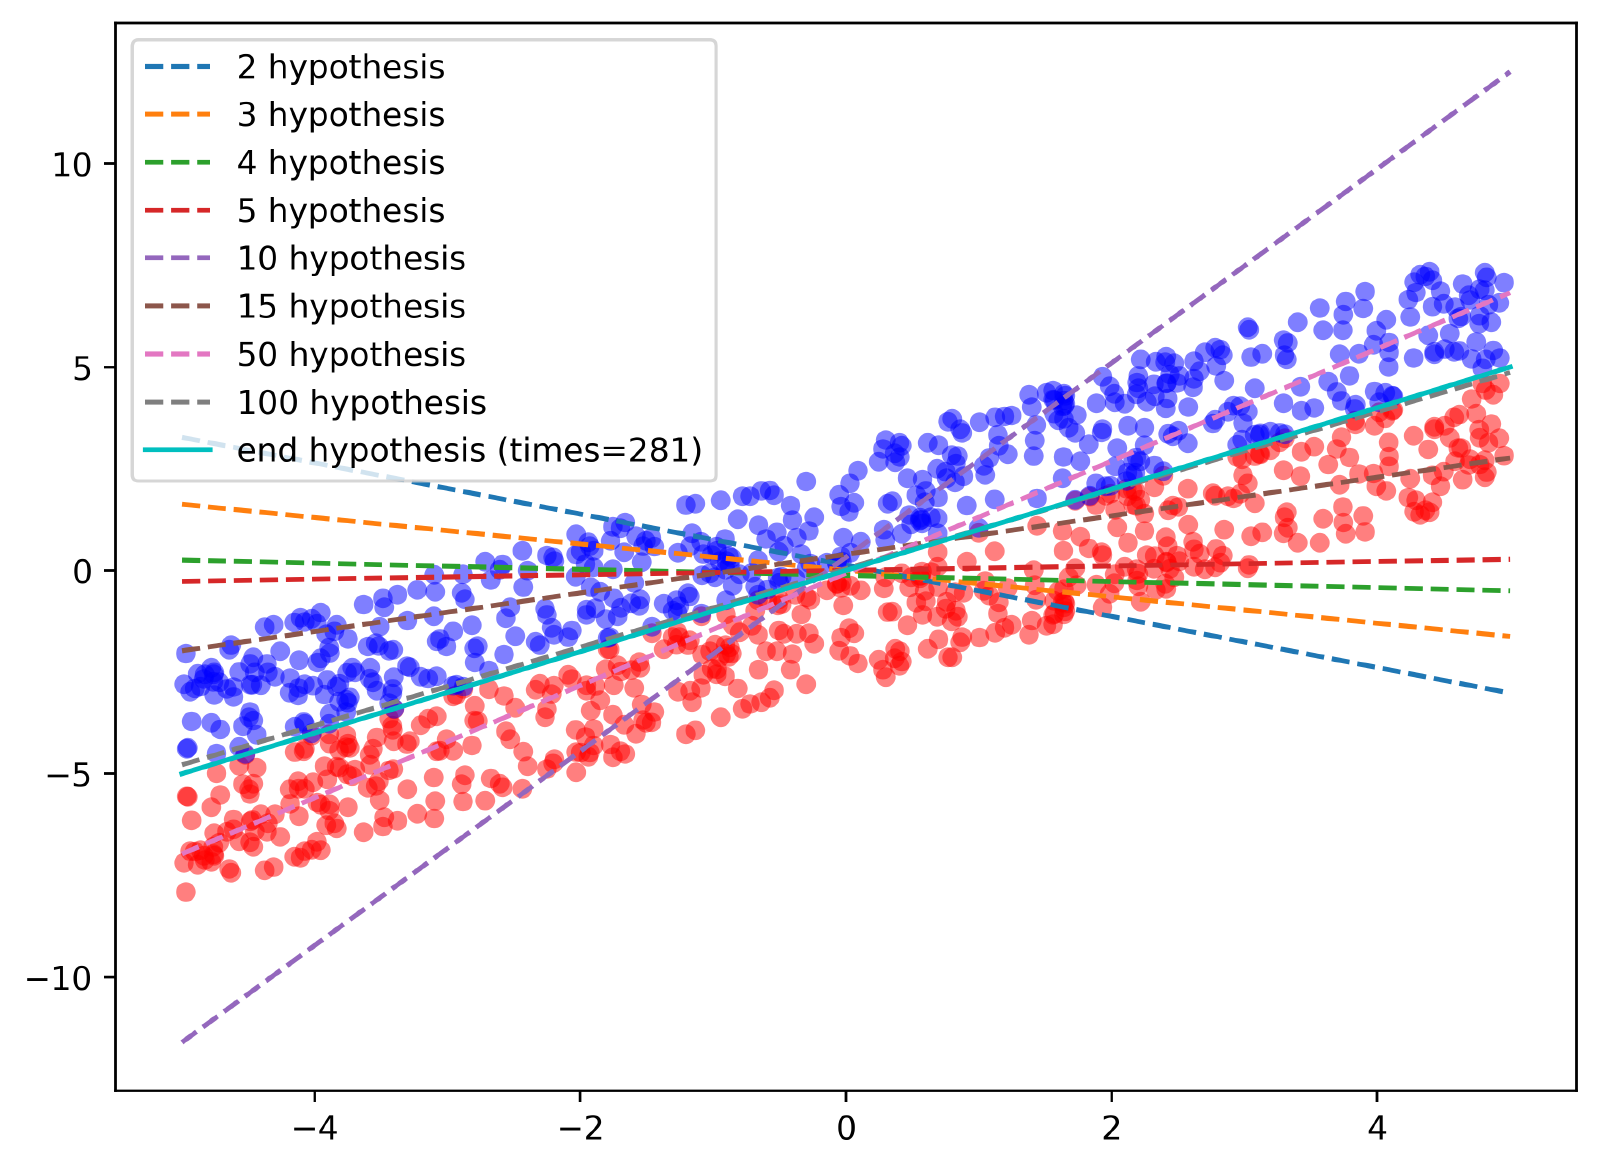 2 hypothesis
3 hypothesis
4 hypothesis
5 hypothesis
10 hypothesis
15 hypothesis
50 hypothesis
100 hypothesis
end hypothesis (times=281)
10
5
0
−5
−10
−4 −2 0 2 4